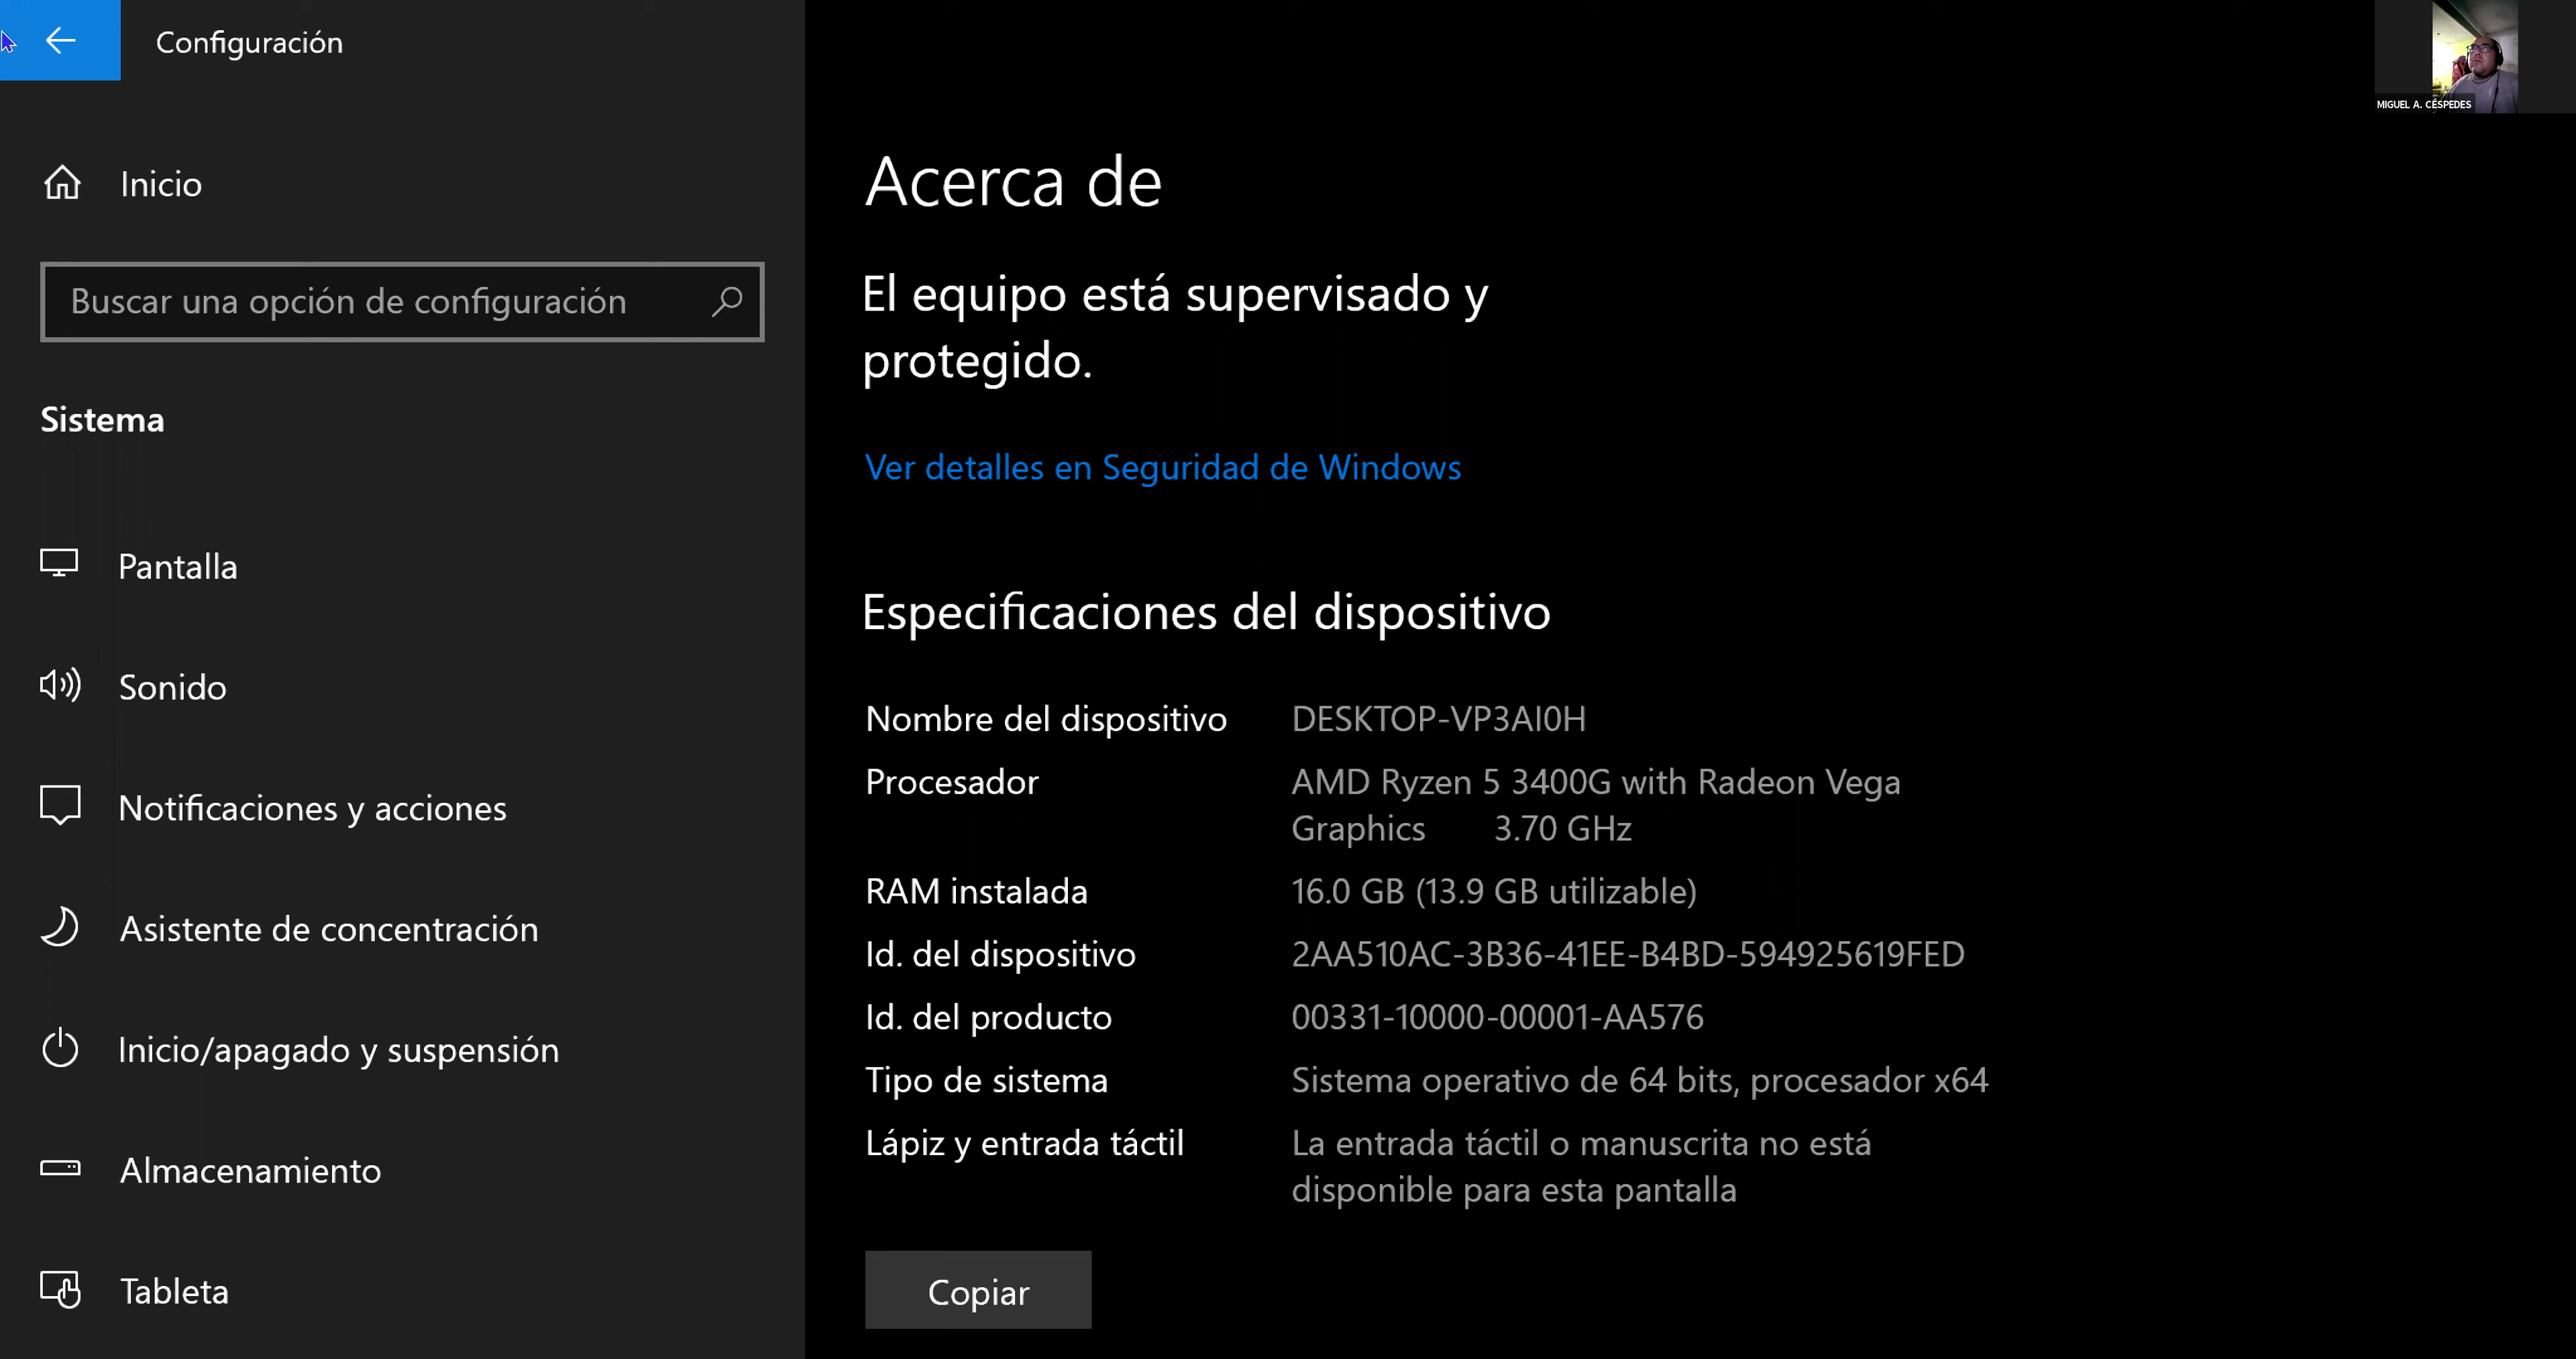 Configuración
MIGUEL A. CÉSPEDES
Inicio
Buscar una opción de configuración
Sistema
Pantalla
Sonido
Notificaciones y acciones
Asistente de concentración
Inicio/apagado y suspensión
Almacenamiento
Tableta
Acerca de
El equipo está supervisado y
protegido.
Ver detalles en Seguridad de Windows
Especificaciones del dispositivo
Nombre del dispositivo DESKTOP-VP3AI0H
Procesador AMD Ryzen 5 3400G with Radeon Vega
Graphics 3.70 GHz
RAM instalada 16.0 GB (13.9 GB utilizable)
Id. del dispositivo 2AA510AC-3B36-41EE-B4BD-594925619FED
Id. del producto 00331-10000-00001-AA576
Tipo de sistema Sistema operativo de 64 bits, procesador x64
Lápiz y entrada táctil La entrada táctil o manuscrita no está
disponible para esta pantalla
Copiar